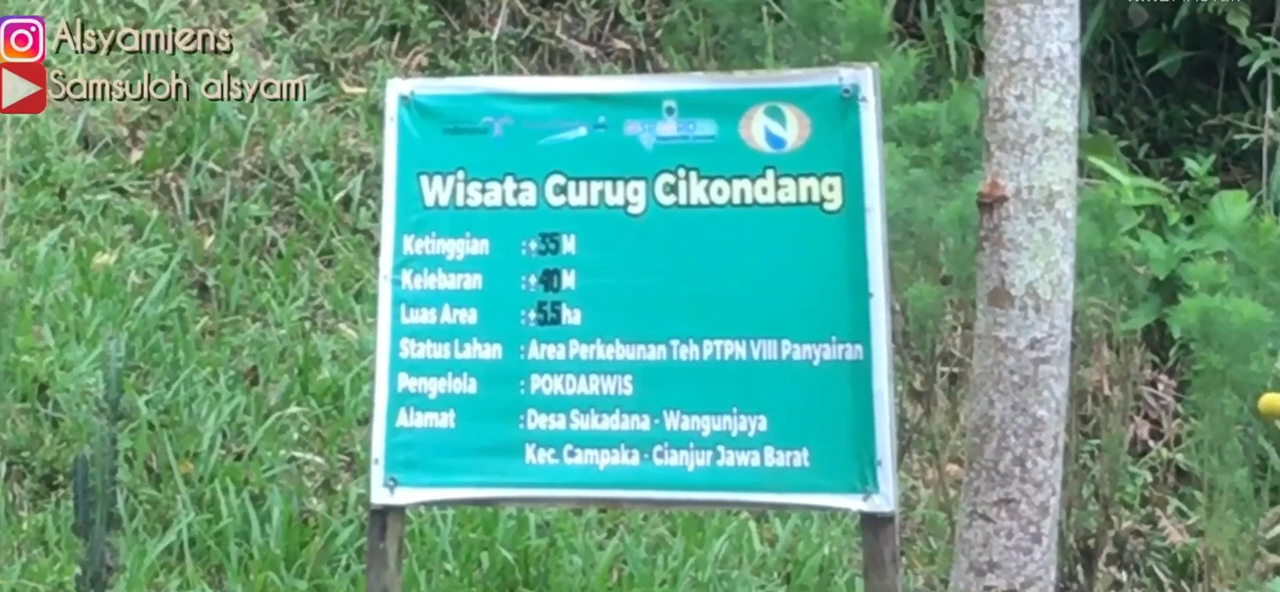 Alsyamiens
Samsuloh alsyam
Wisata Curug Cikondang
Ketinggian : ±35 M
Kelebaran : ± 40 M
Luas Area : ±5.5 ha
Status Lahan : Area Perkebunan Teh PTPN VIII Panyairan
Pengelola : POKDARWIS
Alamat : Desa Sukadana - Wangunjaya
Kec. Campaka - Cianjur Jawa Barat